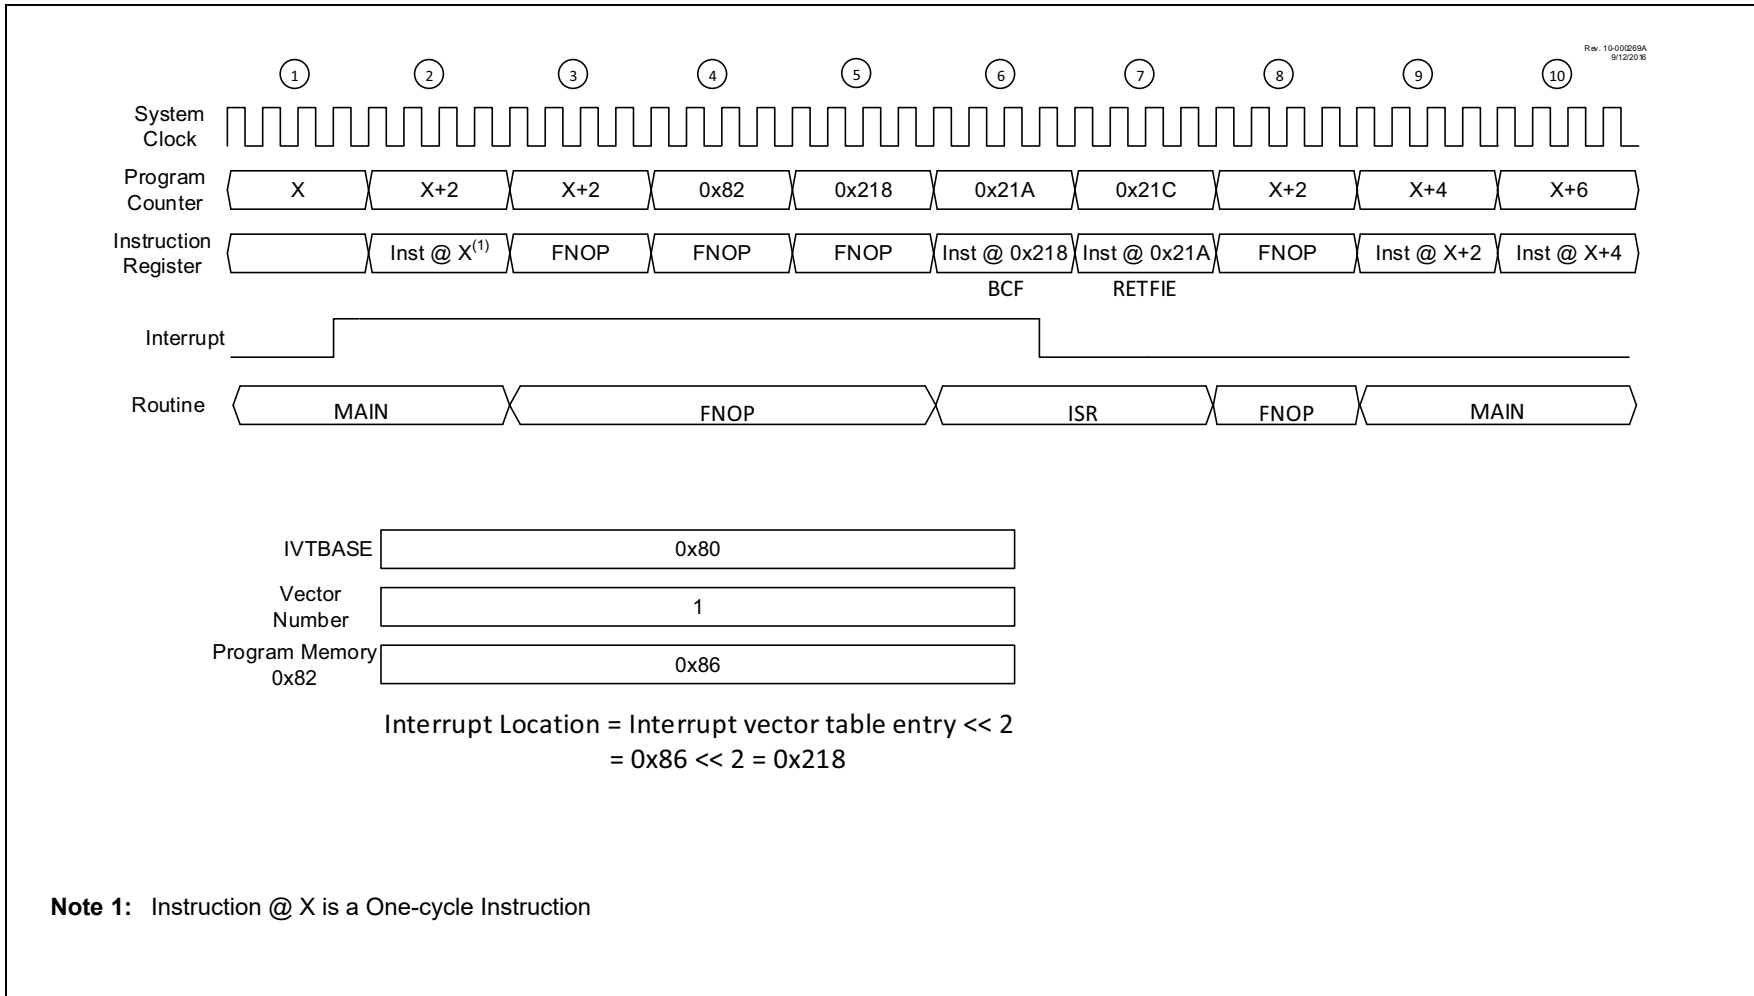 Rev. 10-000269A
9/12/2016
1 2 3 4 5 6 7 8 9 10
System
Clock
Program
Counter
X X+2 X+2 0x82 0x218 0x21A 0x21C X+2 X+4 X+6
Instruction
Register
Inst @ X(1) FNOP FNOP FNOP Inst @ 0x218 Inst @ 0x21A FNOP Inst @ X+2 Inst @ X+4
BCF RETFIE
Interrupt
Routine MAIN FNOP ISR FNOP MAIN
IVTBASE 0x80
Vector
Number
1
Program Memory
0x82
0x86
Interrupt Location = Interrupt vector table entry << 2
= 0x86 << 2 = 0x218
Note 1: Instruction @ X is a One-cycle Instruction